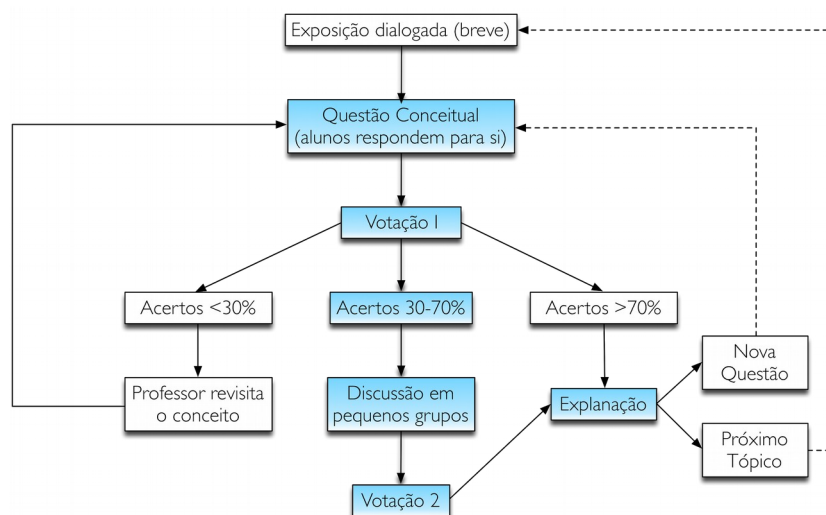 Exposição dialogada (breve)
Questão Conceitual
(alunos respondem para si)
Votação I
Acertos <30%
Acertos 30-70%
Acertos >70%
Professor revisita
o conceito
Discussão em
pequenos grupos
Explanação
Nova
Questão
Próximo
Tópico
Votação 2